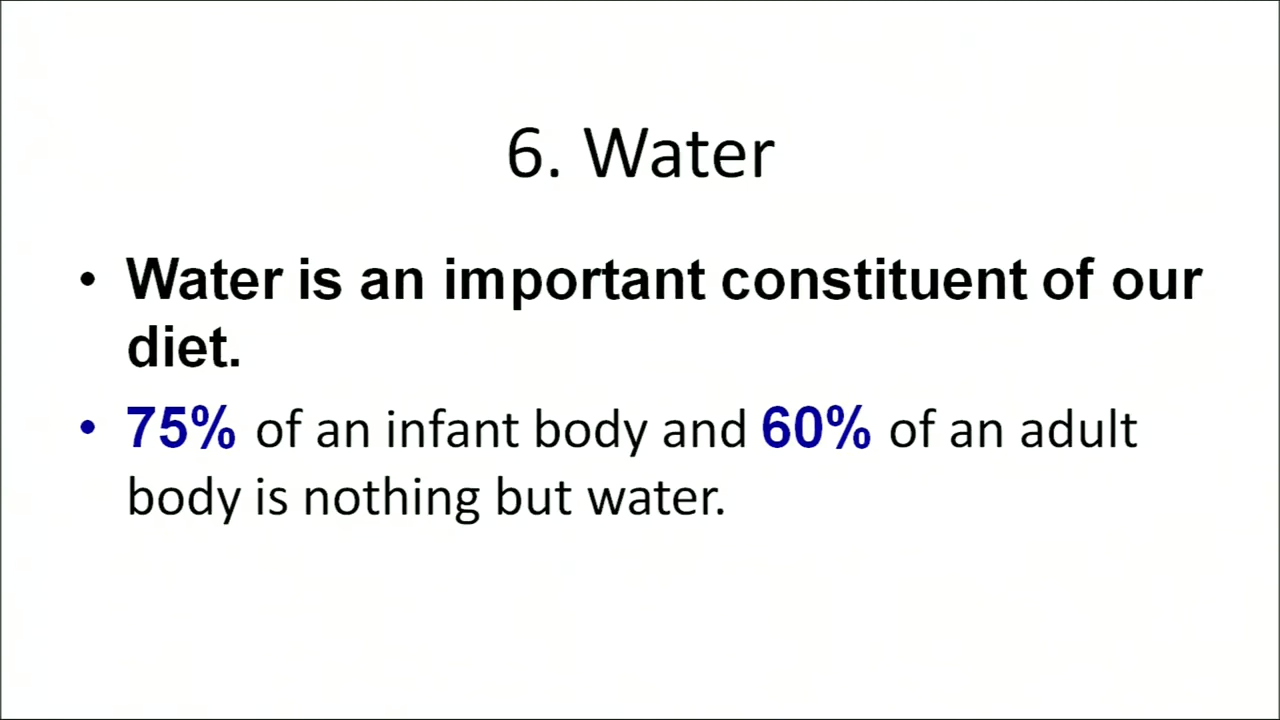 6. Water
• Water is an important constituent of our
diet.
• 75% of an infant body and 60% of an adult
body is nothing but water.